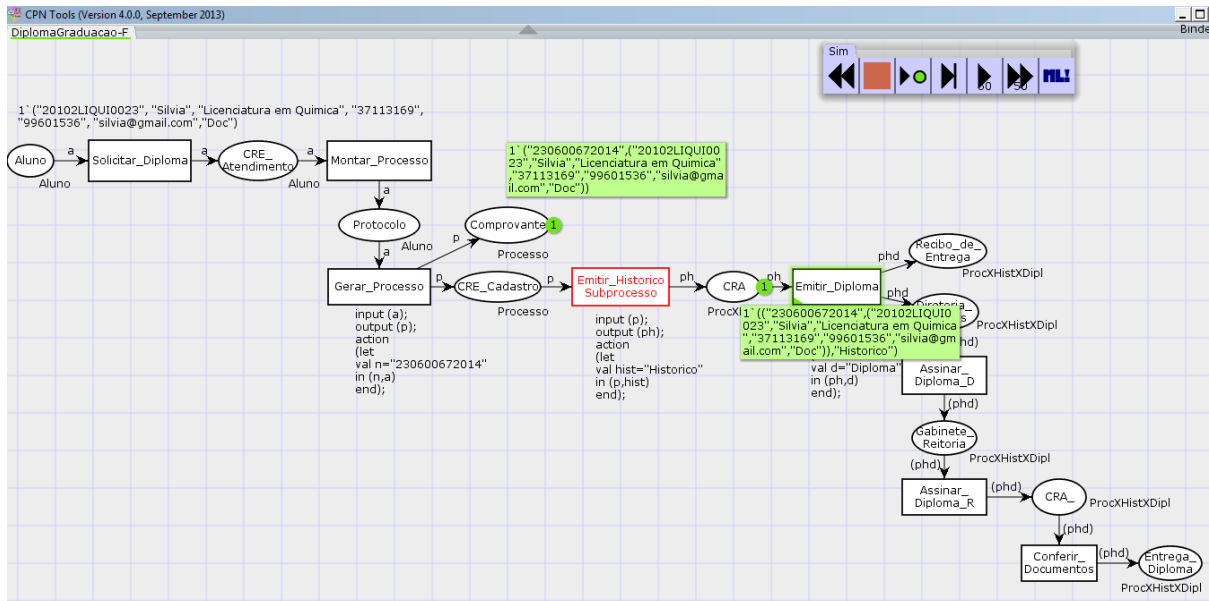 CPN Tools (Version 4.0.0, September 2013)
DiplomaGraduacao-F
Binde
Sim
50
50
ML!
1`("20102LIQUI0023", "Silvia", "Licenciatura em Quimica", "37113169",
"99601536", "silvia@gmail.com","Doc")
Aluno
a
Solicitar_Diploma
a
CRE_
Atendimento
a
Montar_Processo
Aluno
Aluno
1`("230600672014",("20102LIQUI00
23","Silvia","Licenciatura em Quimica"
,"37113169","99601536","silvia@gma
il.com","Doc"))
a
Protocolo
Aluno
a
p
Comprovante
1
Processo
Gerar_Processo
p
CRE_Cadastro
p
Processo
Emitir_Historico
Subprocesso
ph
CRA
1
ph
Emitir_Diploma
phd
Recibo_de_
Entrega
ProcXHistXDipl
phd
ProcXHistXDipl
input (a);
output (p);
action
(let
val n="230600672014"
in (n,a)
end);
input (p);
output (ph);
action
(let
val hist="Historico"
in (p,hist)
end);
1`(("230600672014",("20102LIQUI0
023","Silvia","Licenciatura em Quimica
","37113169","99601536","silvia@gm
ail.com","Doc")),"Historico")
val d="Diploma"
in (ph,d)
end);
Assinar_
Diploma_D
(phd)
Gabinete_
Reitoria
ProcXHistXDipl
(phd)
Assinar_
Diploma_R
(phd)
CRA_
ProcXHistXDipl
(phd)
Conferir_
Documentos
(phd)
Entrega_
Diploma
ProcXHistXDipl